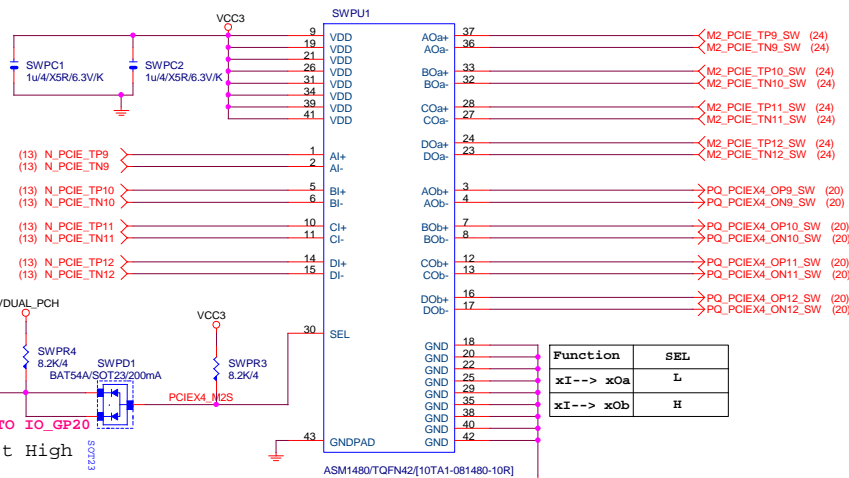 SWPU1
VCC3
SWPC1
1u/4/X5R/6.3V/K
SWPC2
1u/4/X5R/6.3V/K
9 VDD
19 VDD
21 VDD
26 VDD
31 VDD
34 VDD
39 VDD
41 VDD
AOa+ 37 M2_PCIE_TP9_SW (24)
AOa- 36 M2_PCIE_TN9_SW (24)
BOa+ 33 M2_PCIE_TP10_SW (24)
BOa- 32 M2_PCIE_TN10_SW (24)
COa+ 28 M2_PCIE_TP11_SW (24)
COa- 27 M2_PCIE_TN11_SW (24)
DOa+ 24 M2_PCIE_TP12_SW (24)
DOa- 23 M2_PCIE_TN12_SW (24)
(13) N_PCIE_TP9 1 AI+
(13) N_PCIE_TN9 2 AI-
(13) N_PCIE_TP10 5 BI+
(13) N_PCIE_TN10 6 BI-
(13) N_PCIE_TP11 10 CI+
(13) N_PCIE_TN11 11 CI-
(13) N_PCIE_TP12 14 DI+
(13) N_PCIE_TN12 15 DI-
AOb+ 3 PQ_PCIEX4_OP9_SW (20)
AOb- 4 PQ_PCIEX4_ON9_SW (20)
BOb+ 7 PQ_PCIEX4_OP10_SW (20)
BOb- 8 PQ_PCIEX4_ON10_SW (20)
COb+ 12 PQ_PCIEX4_OP11_SW (20)
COb- 13 PQ_PCIEX4_ON11_SW (20)
DOb+ 16 PQ_PCIEX4_OP12_SW (20)
DOb- 17 PQ_PCIEX4_ON12_SW (20)
VDUAL_PCH
VCC3
SWPR4
8.2K/4
SWPD1
BAT54A/SOT23/200mA
SWPR3
8.2K/4
PCIEX4_M2S
30 SEL
TO IO_GP20
t High
SOT23
43 GNDPAD
GND 18
GND 20
GND 22
GND 25
GND 29
GND 35
GND 38
GND 40
GND 42
Function SEL
xI--> xOa L
xI--> xOb H
ASM1480/TQFN42/[10TA1-081480-10R]